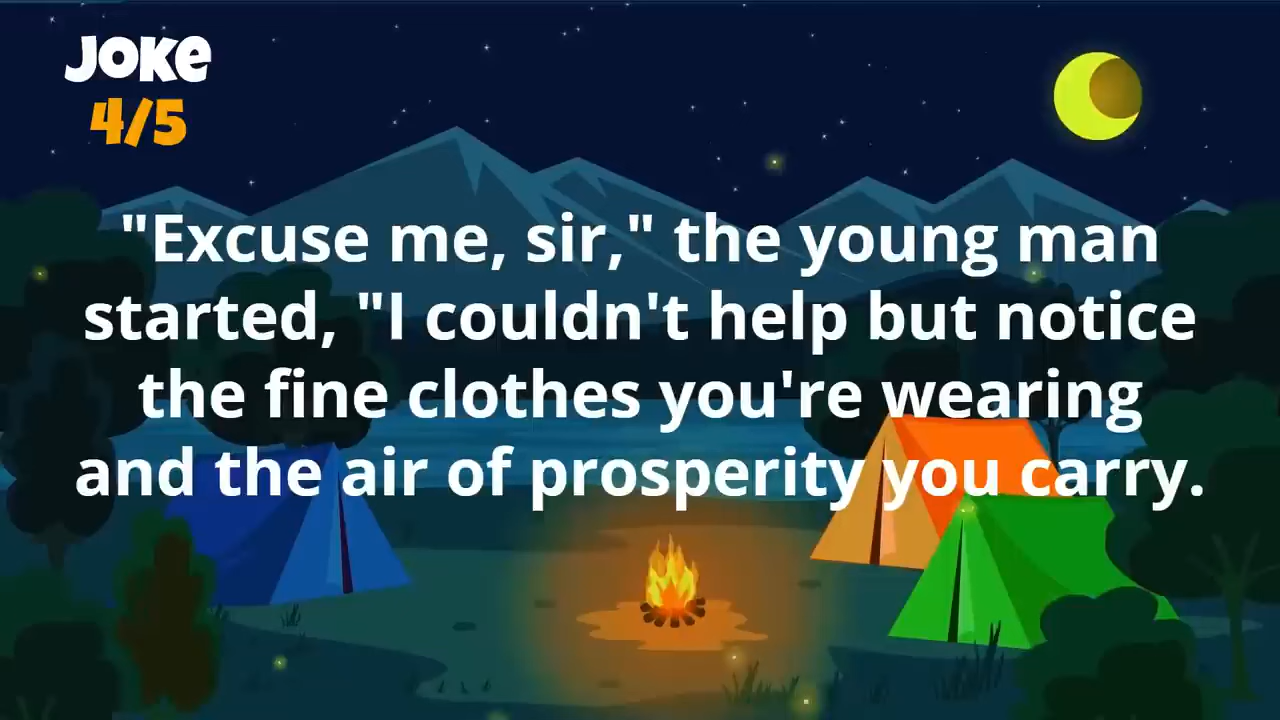 JOKE
4/5
"Excuse me, sir," the young man
started, "I couldn't help but notice
the fine clothes you're wearing
and the air of prosperity you carry.